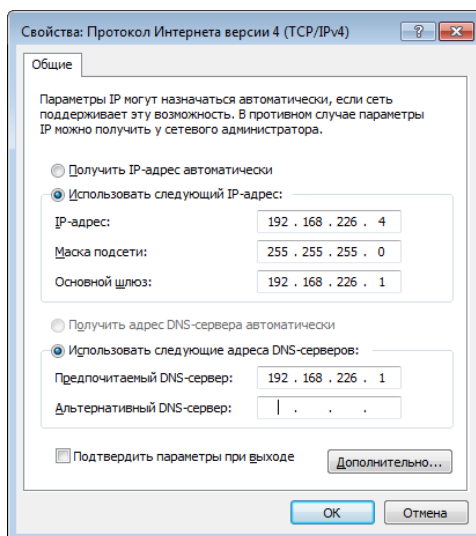 Свойства: Протокол Интернета версии 4 (TCP/IPv4)
Общие
Параметры IP могут назначаться автоматически, если сеть
поддерживает эту возможность. В противном случае параметры
IP можно получить у сетевого администратора.
Получить IP-адрес автоматически
Использовать следующий IP-адрес:
IP-адрес: 192 . 168 . 226 . 4
Маска подсети: 255 . 255 . 255 . 0
Основной шлюз: 192 . 168 . 226 . 1
Получить адрес DNS-сервера автоматически
Использовать следующие адреса DNS-серверов:
Предпочитаемый DNS-сервер: 192 . 168 . 226 . 1
Альтернативный DNS-сервер: . . .
Подтвердить параметры при выходе
Дополнительно...
OK Отмена